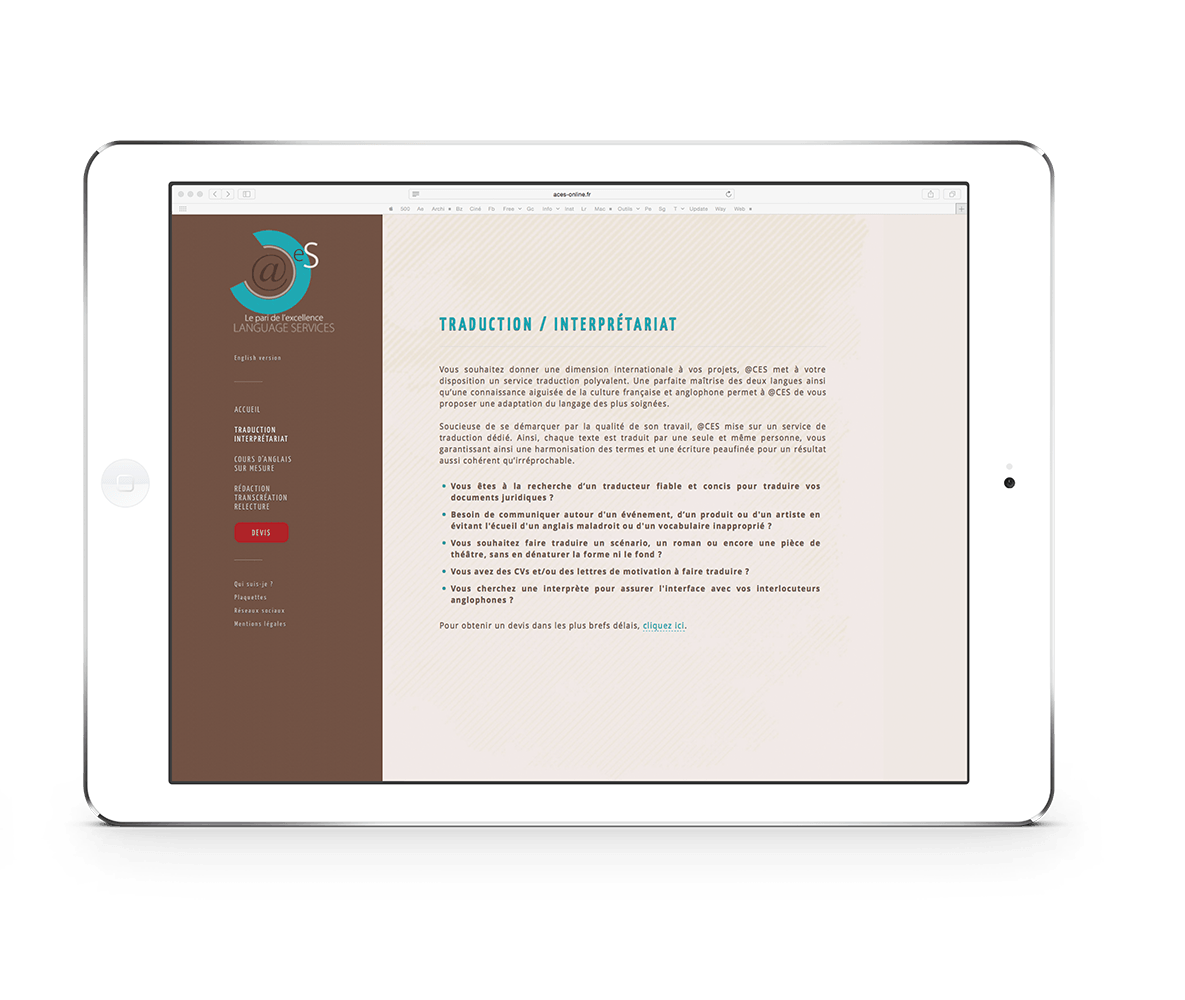 aces-online.fr
500 Aa Archi Bz Ciné Fb Free Gc Info Inst Lr Mac Outils Pe Sg T Update Way Web
@eS
Le pari de l'excellence
LANGUAGE SERVICES
English version
ACCUEIL
TRADUCTION
INTERPRÉTARIAT
COURS D'ANGLAIS
SUR MESURE
RÉDACTION
TRANSCRÉATION
RELECTURE
DEVIS
Qui suis-je ?
Plaquettes
Réseaux sociaux
Mentions légales
TRADUCTION / INTERPRÉTARIAT
Vous souhaitez donner une dimension internationale à vos projets, @CES met à votre
disposition un service traduction polyvalent. Une parfaite maîtrise des deux langues ainsi
qu'une connaissance aiguisée de la culture française et anglophone permet à @CES de vous
proposer une adaptation du langage des plus soignées.
Soucieuse de se démarquer par la qualité de son travail, @CES mise sur un service de
traduction dédié. Ainsi, chaque texte est traduit par une seule et même personne, vous
garantissant ainsi une harmonisation des termes et une écriture peaufinée pour un résultat
aussi cohérent qu'irréprochable.
• Vous êtes à la recherche d'un traducteur fiable et concis pour traduire vos
documents juridiques ?
• Besoin de communiquer autour d'un événement, d'un produit ou d'un artiste en
évitant l'écueil d'un anglais maladroit ou d'un vocabulaire inapproprié ?
• Vous souhaitez faire traduire un scénario, un roman ou encore une pièce de
théâtre, sans en dénaturer la forme ni le fond ?
• Vous avez des CVs et/ou des lettres de motivation à faire traduire ?
• Vous cherchez une interprète pour assurer l'interface avec vos interlocuteurs
anglophones ?
Pour obtenir un devis dans les plus brefs délais, cliquez ici.